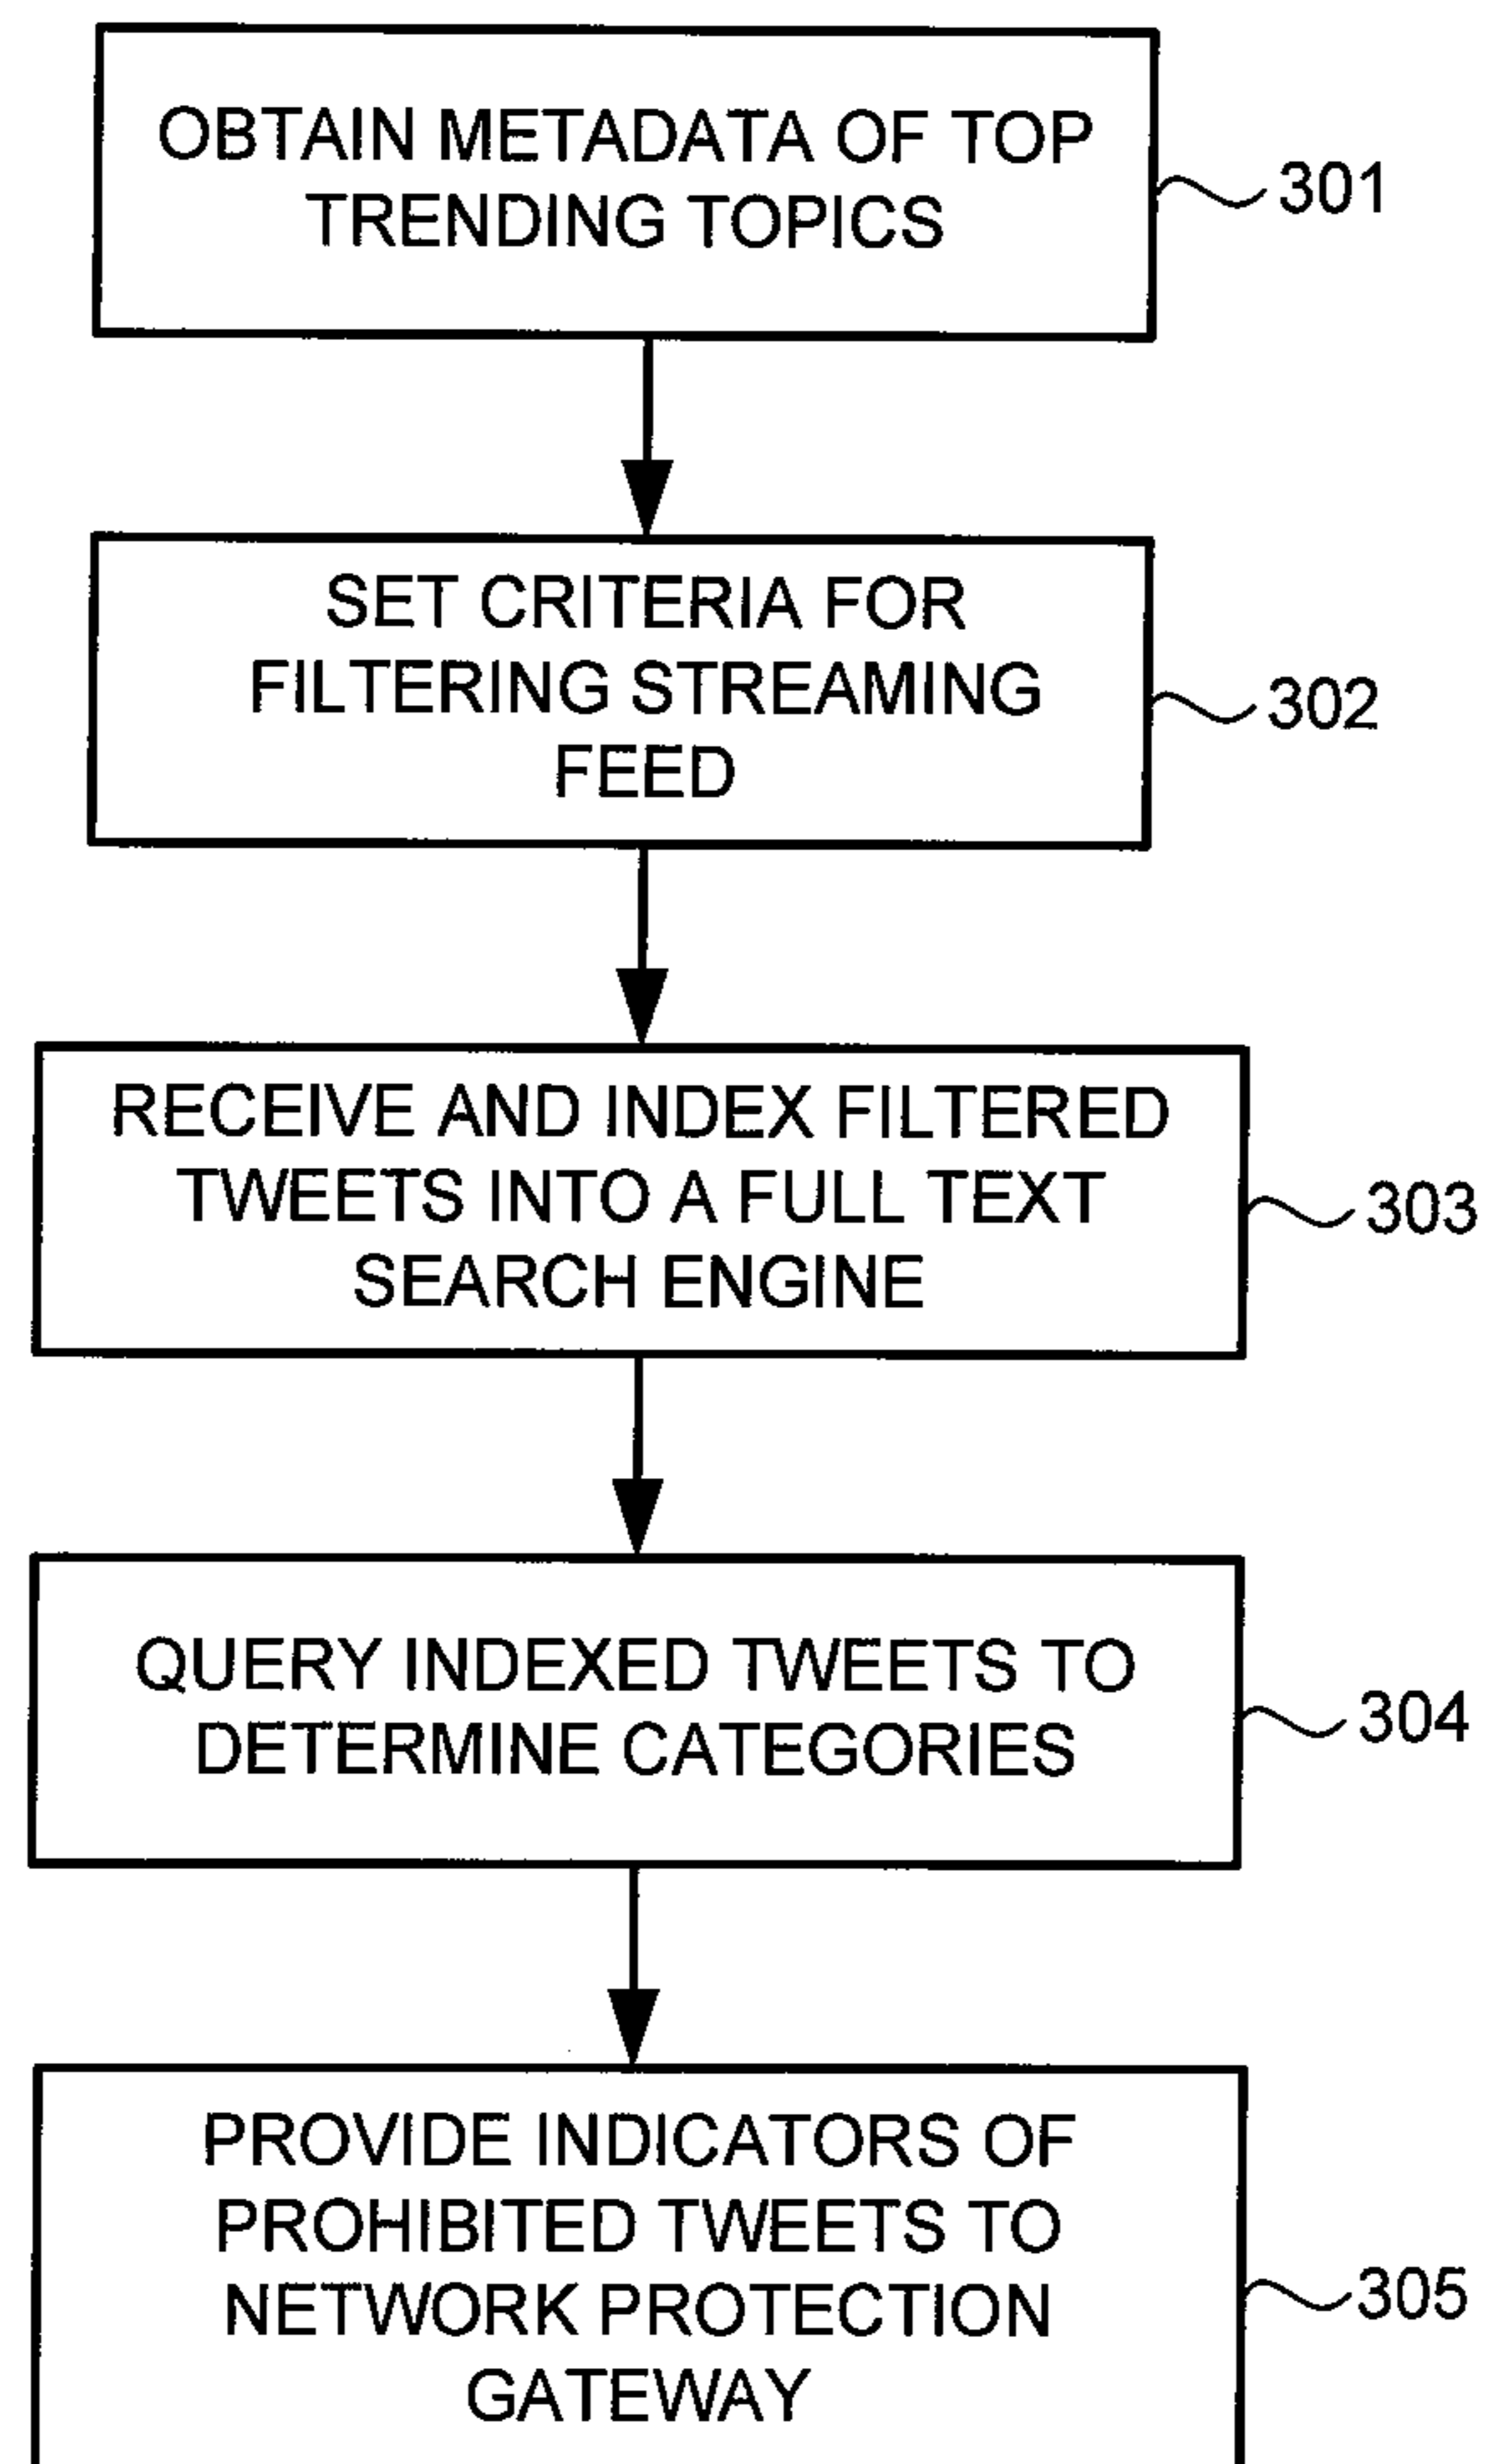 OBTAIN METADATA OF TOP
TRENDING TOPICS
301
SET CRITERIA FOR
FILTERING STREAMING
FEED
302
RECEIVE AND INDEX FILTERED
TWEETS INTO A FULL TEXT
SEARCH ENGINE
303
QUERY INDEXED TWEETS TO
DETERMINE CATEGORIES
304
PROVIDE INDICATORS OF
PROHIBITED TWEETS TO
NETWORK PROTECTION
GATEWAY
305